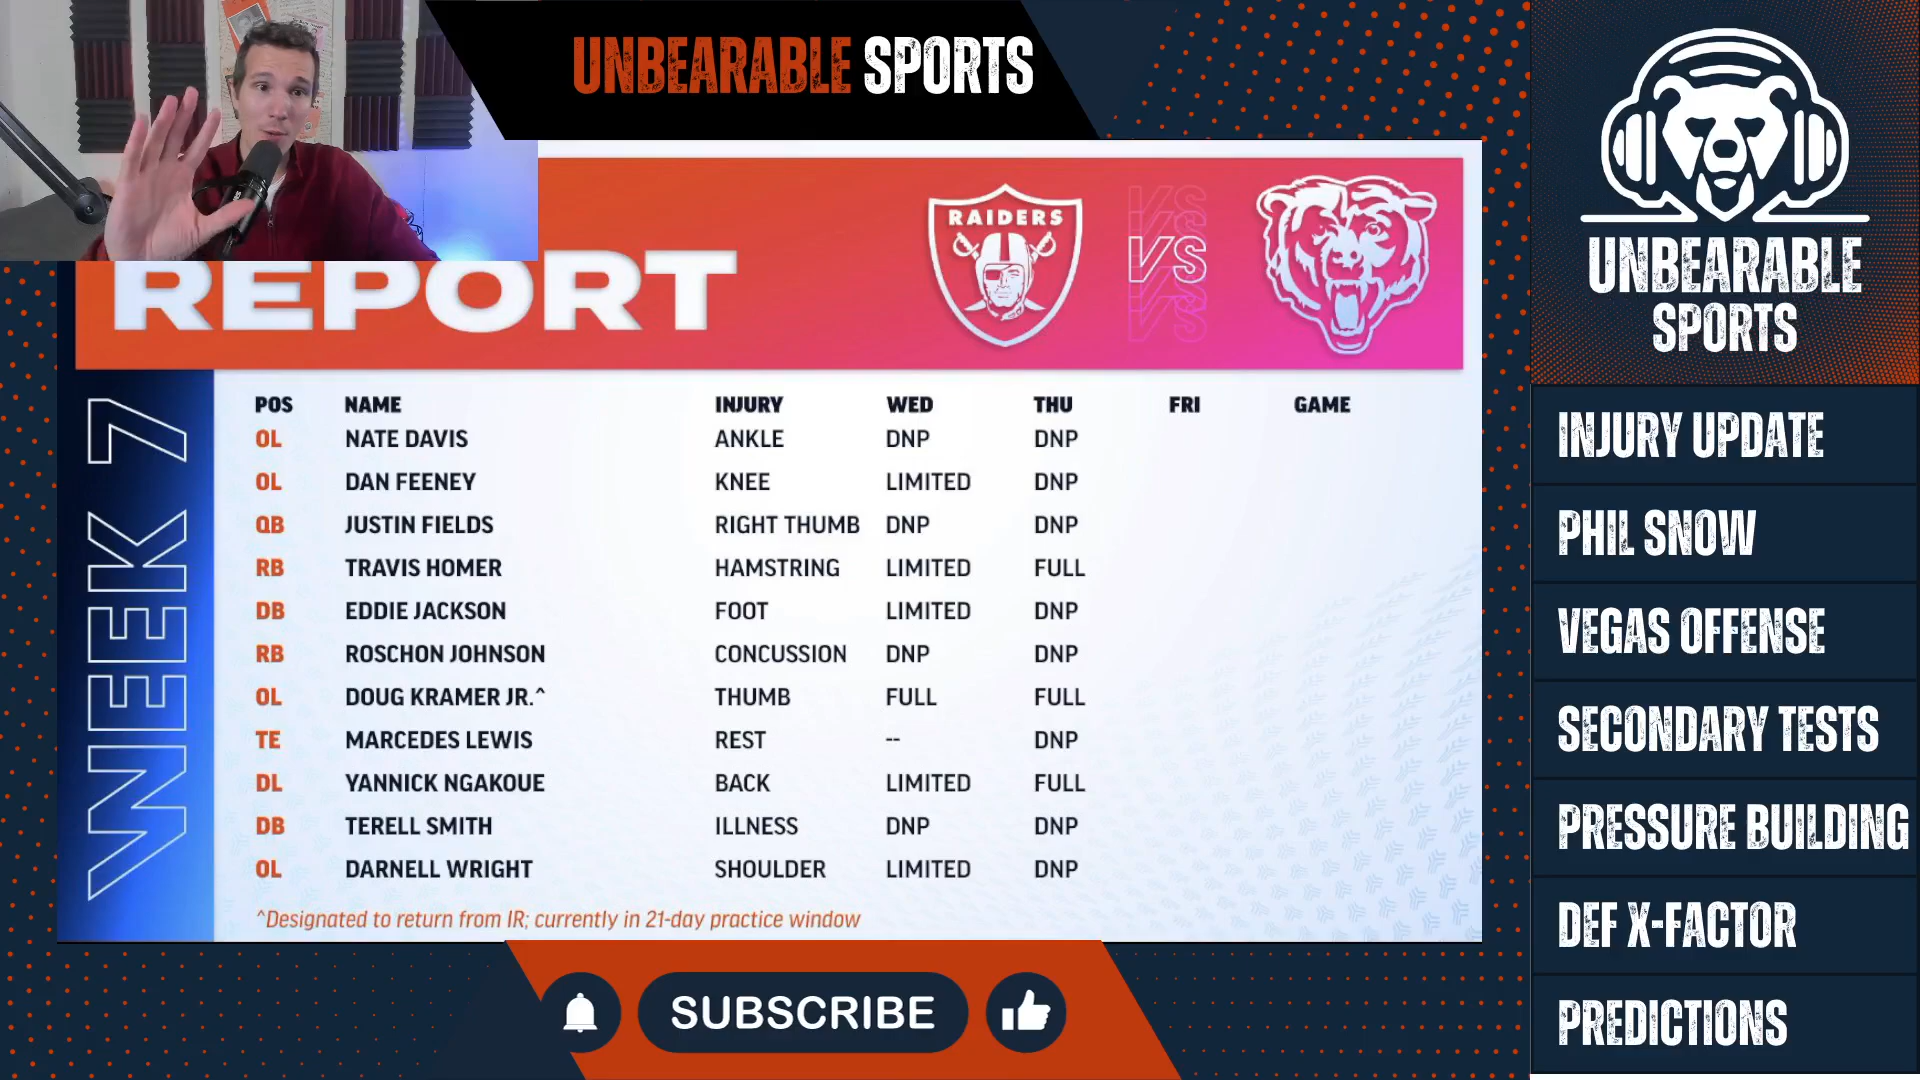 UNBEARABLE SPORTS
REPORT
RAIDERS
VS
WEEK 7
POS NAME INJURY WED THU FRI GAME
OL NATE DAVIS ANKLE DNP DNP
OL DAN FEENEY KNEE LIMITED DNP
QB JUSTIN FIELDS RIGHT THUMB DNP DNP
RB TRAVIS HOMER HAMSTRING LIMITED FULL
DB EDDIE JACKSON FOOT LIMITED DNP
RB ROSCHON JOHNSON CONCUSSION DNP DNP
OL DOUG KRAMER JR.^ THUMB FULL FULL
TE MARCEDES LEWIS REST -- DNP
DL YANNICK NGAKOUE BACK LIMITED FULL
DB TERELL SMITH ILLNESS DNP DNP
OL DARNELL WRIGHT SHOULDER LIMITED DNP
^Designated to return from IR; currently in 21-day practice window
SUBSCRIBE
UNBEARABLE
SPORTS
INJURY UPDATE
PHIL SNOW
VEGAS OFFENSE
SECONDARY TESTS
PRESSURE BUILDING
DEF X-FACTOR
PREDICTIONS